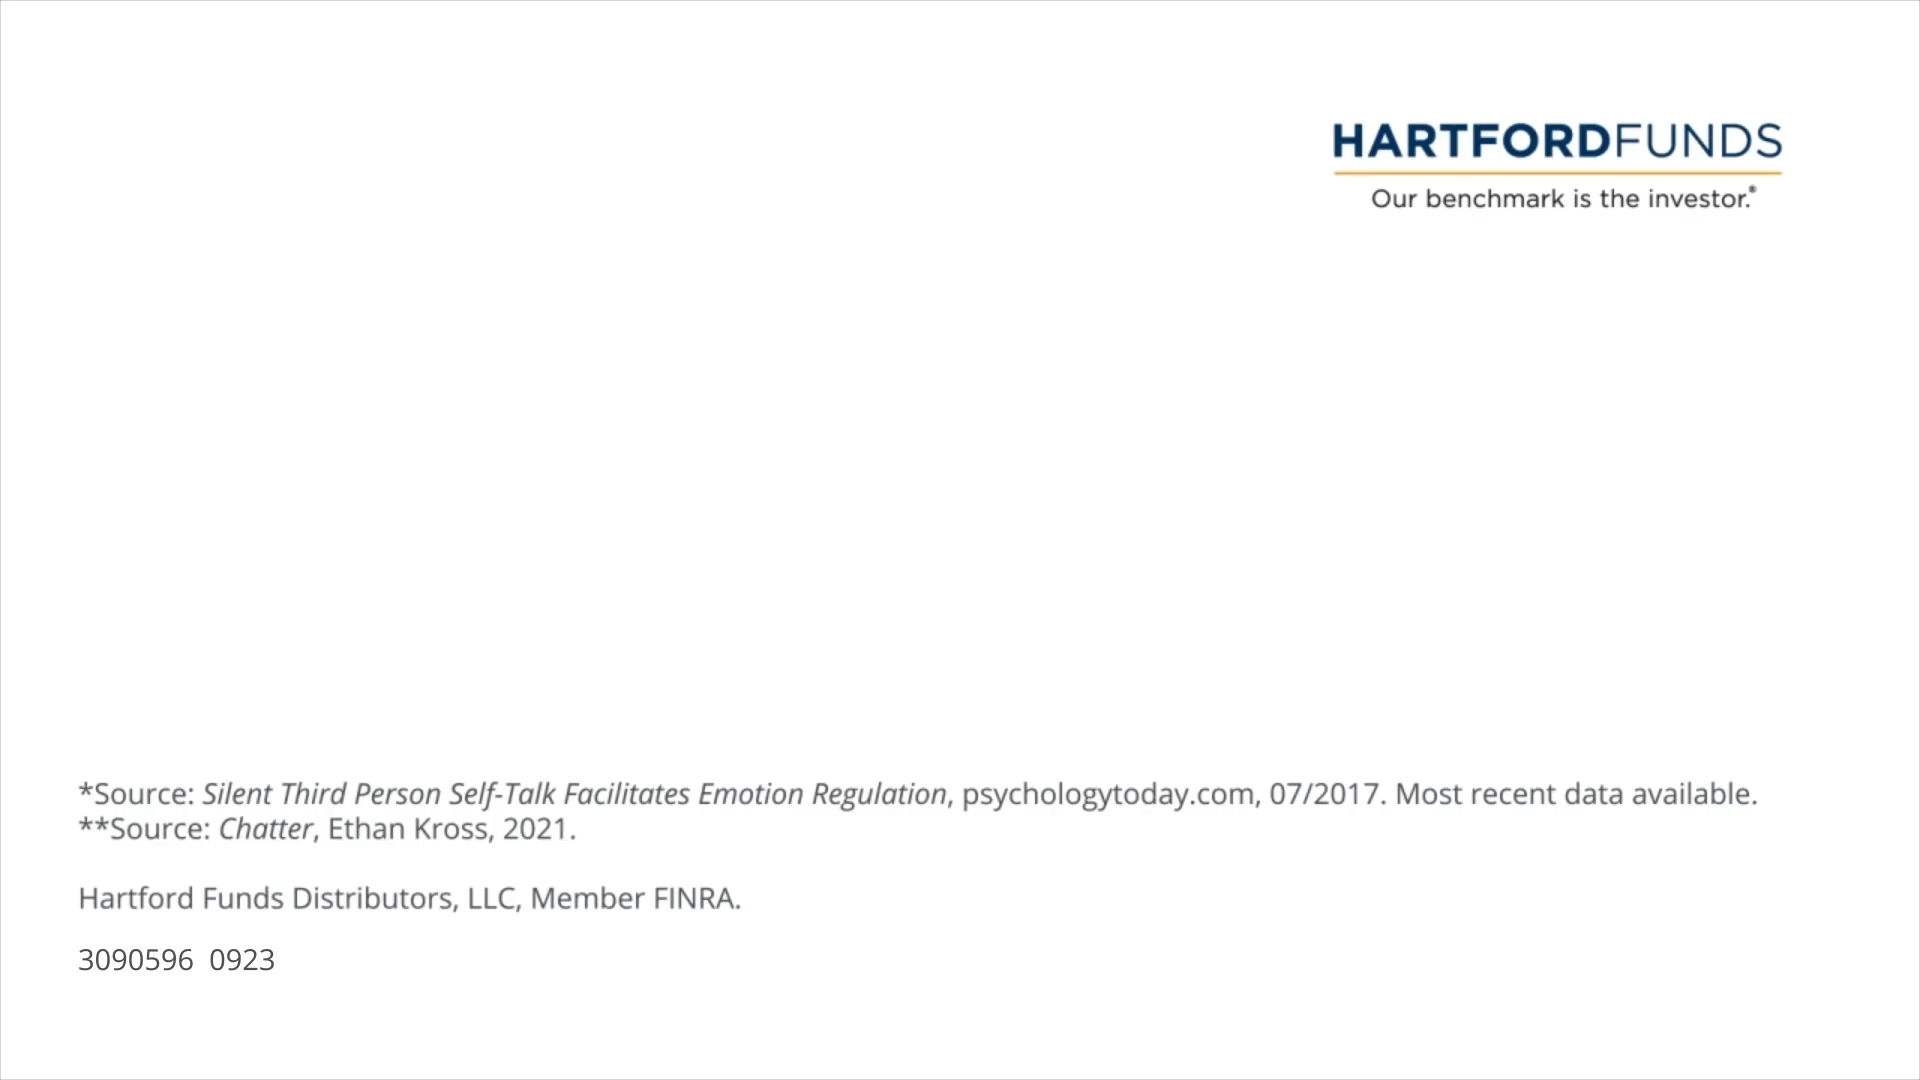 HARTFORDFUNDS
Our benchmark is the investor.®
*Source: Silent Third Person Self-Talk Facilitates Emotion Regulation, psychologytoday.com, 07/2017. Most recent data available.
**Source: Chatter, Ethan Kross, 2021.
Hartford Funds Distributors, LLC, Member FINRA.
3090596 0923